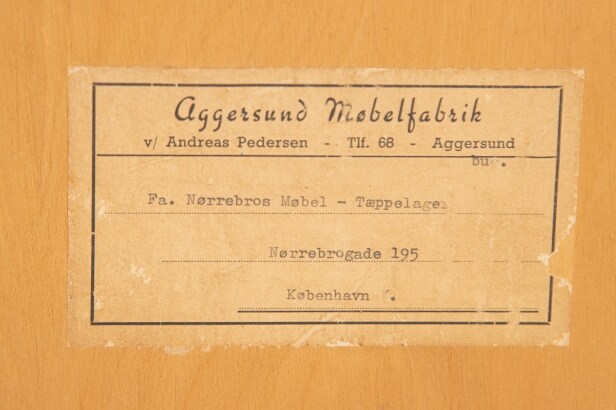 Aggersund Møbelfabrik
v/ Andreas Pedersen - Tlf. 68 - Aggersund
Fa. Nørrebros Møbel - Tæppelager
Nørrebrogade 195
København